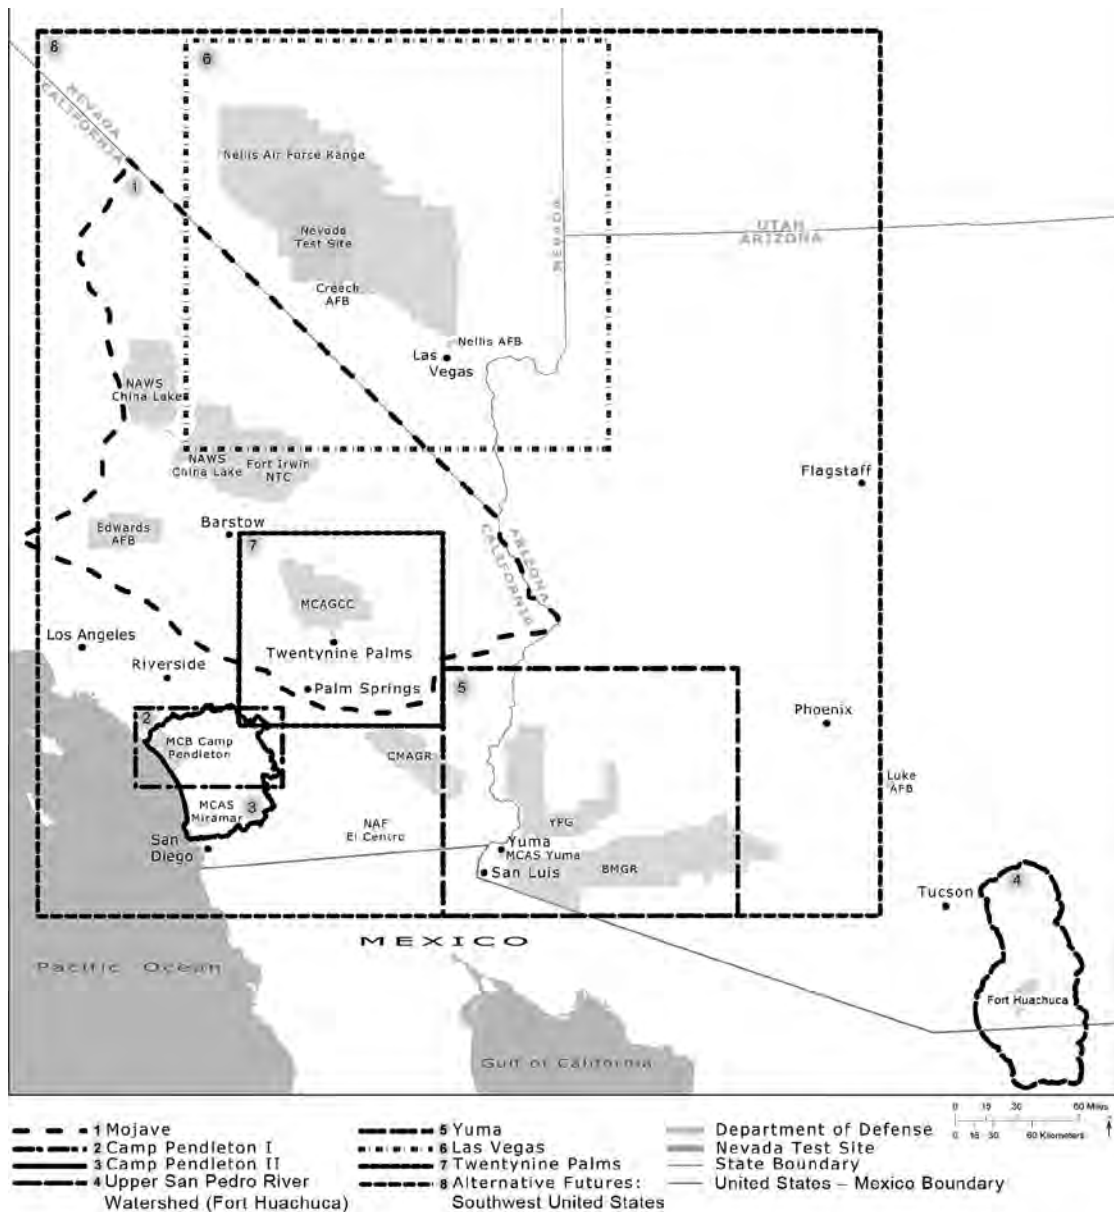 8
6
NEVADA
CALIFORNIA
1
Nellis Air Force Range
Nevada
Test Site
Creech
AFB
NEVADA
UTAH
ARIZONA
Nellis AFB
Las
Vegas
NAWS
China Lake
NAWS
China Lake
Fort Irwin
NTC
Flagstaff
Edwards
AFB
Barstow
7
ARIZONA
CALIFORNIA
MCAGCC
Los Angeles
Twentynine Palms
Riverside
Palm Springs
5
2
Phoenix
MCB Camp
Pendleton
CMAGR
Luke
AFB
MCAS
Miramar
3
NAF
El Centro
YPG
San
Diego
Yuma
MCAS Yuma
San Luis
BMGR
Tucson
4
MEXICO
Pacific Ocean
Fort Huachuca
Gulf of California
0 15 30 60 Miles
0 15 30 60 Kilometers
1 Mojave
2 Camp Pendleton I
3 Camp Pendleton II
4 Upper San Pedro River
Watershed (Fort Huachuca)
5 Yuma
6 Las Vegas
7 Twentynine Palms
8 Alternative Futures:
Southwest United States
Department of Defense
Nevada Test Site
State Boundary
United States – Mexico Boundary